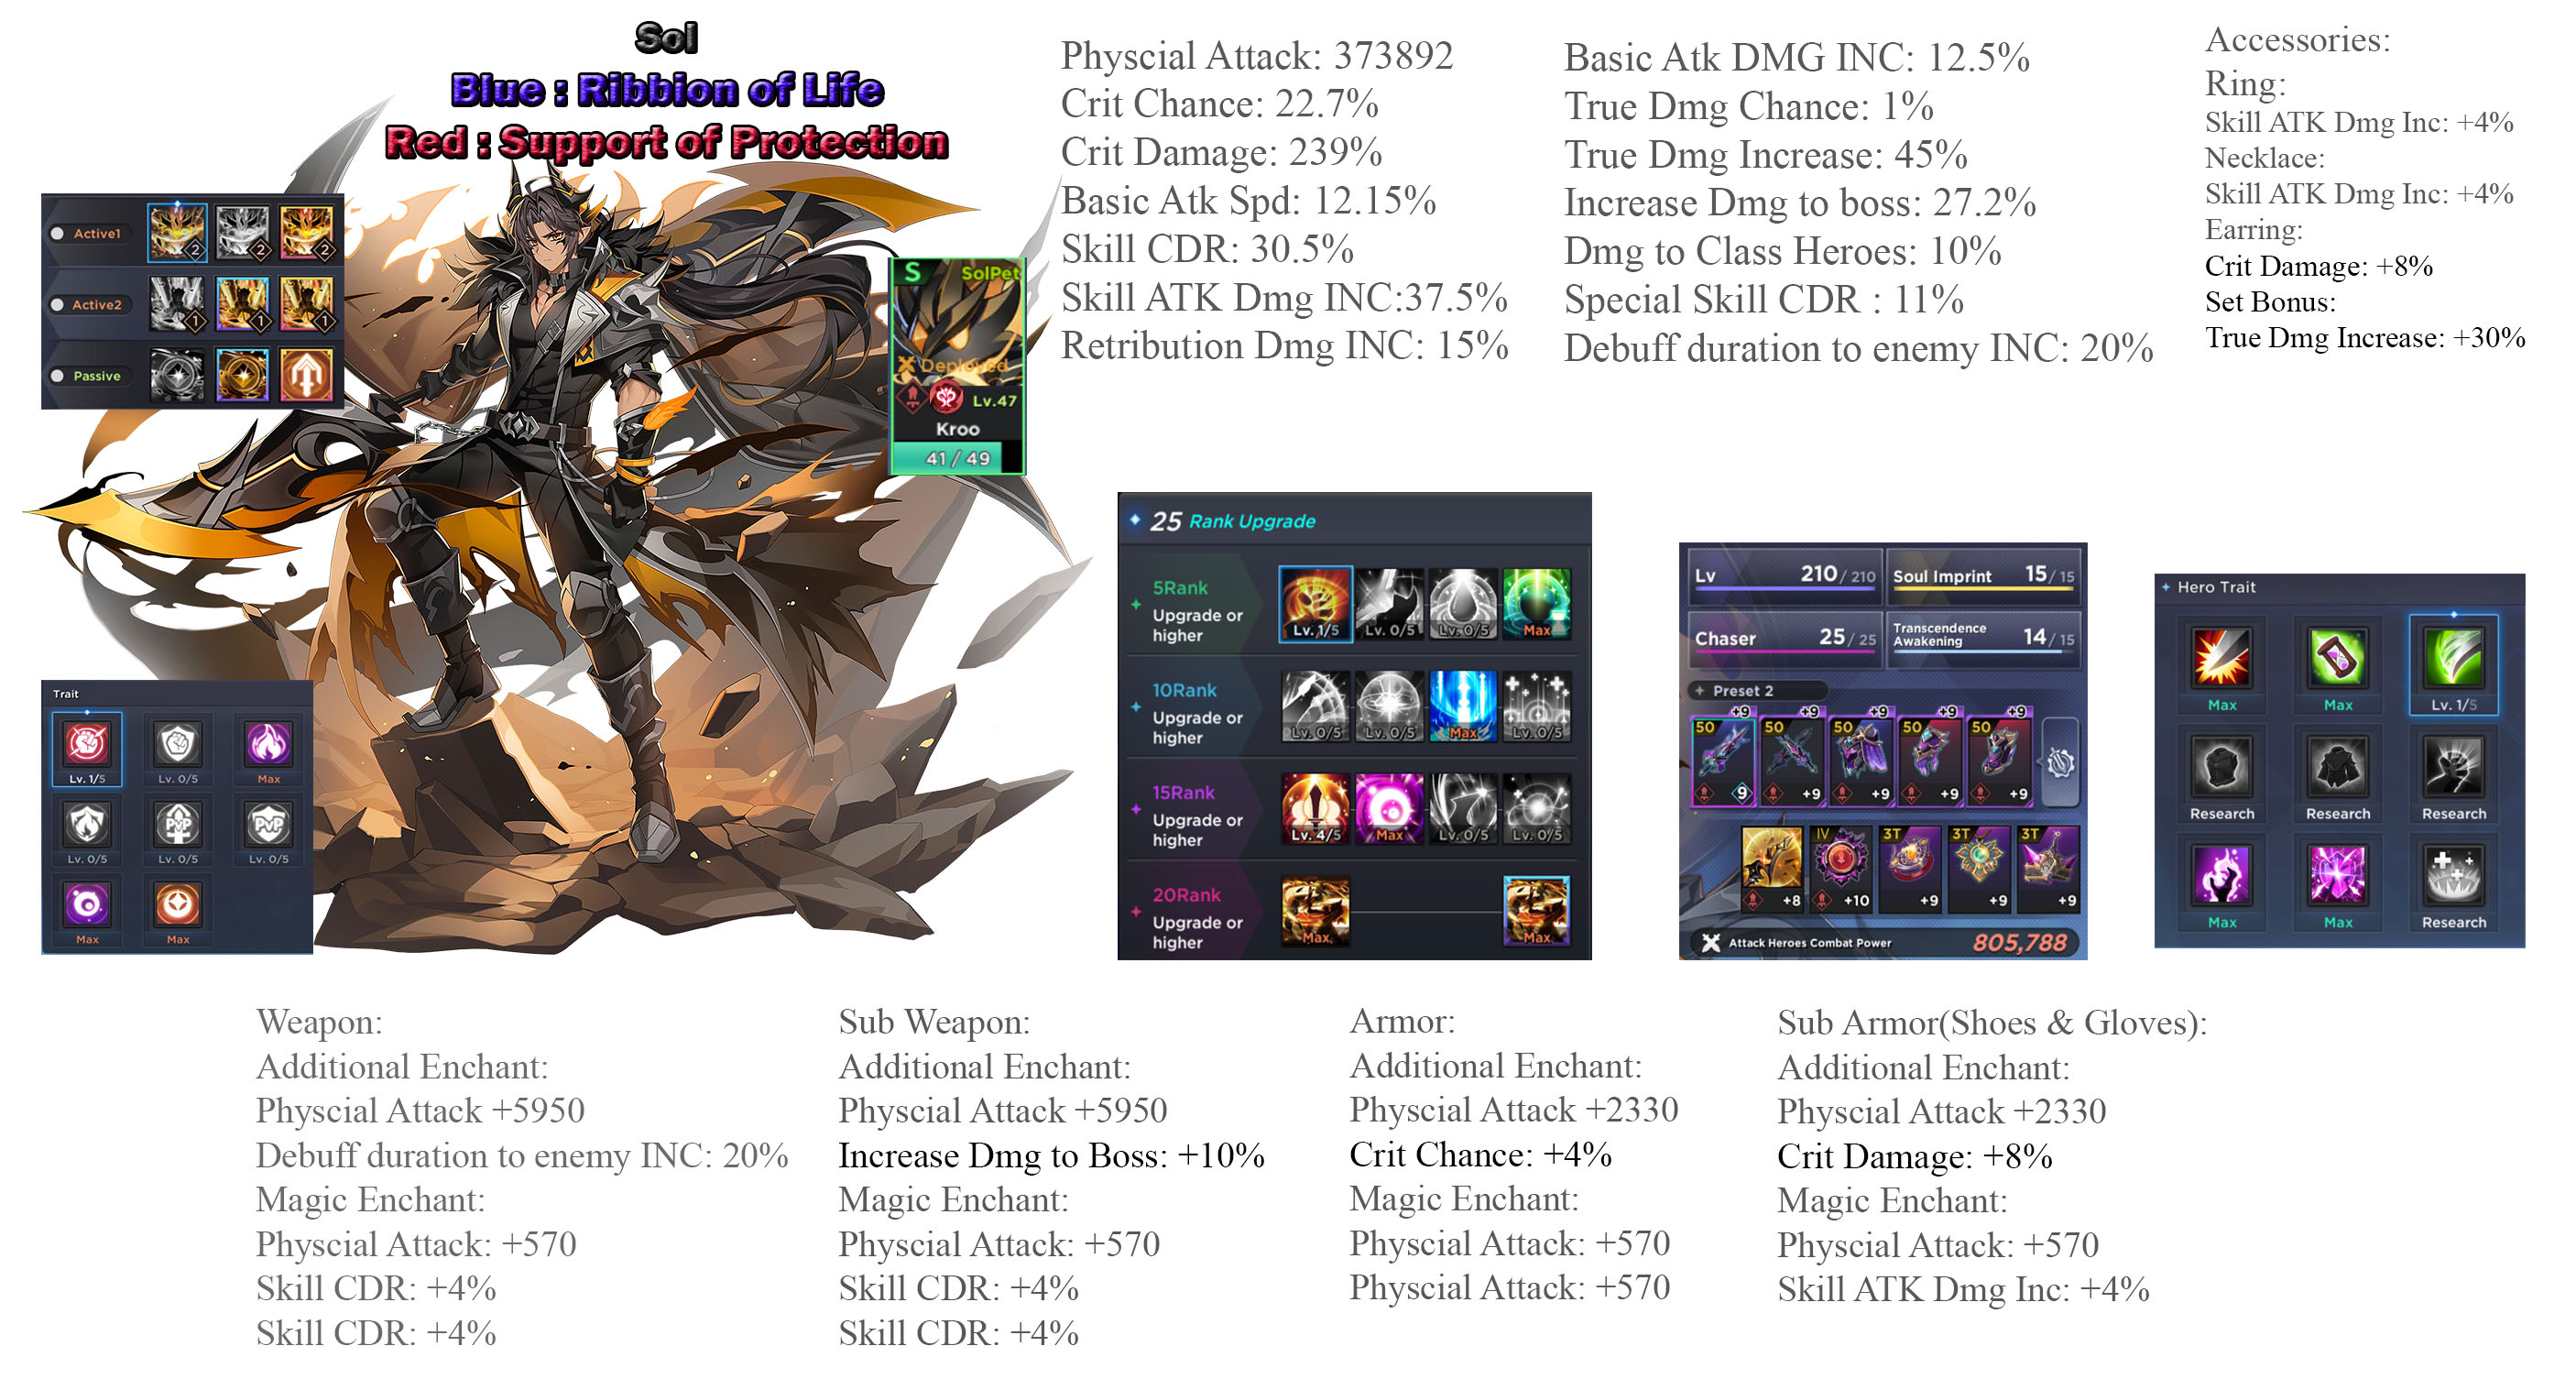 Sol
Blue : Ribbion of Life
Red : Support of Protection
Active1
2
2
2
Active2
1
1
1
Passive
S
SolPet
Deployed
Lv.47
Kroo
41 / 49
Trait
Lv. 1/5
Lv. 0/5
Max
Lv. 0/5
Lv. 0/5
Lv. 0/5
Max
Max
PVP
PVP
Physcial Attack: 373892
Crit Chance: 22.7%
Crit Damage: 239%
Basic Atk Spd: 12.15%
Skill CDR: 30.5%
Skill ATK Dmg INC:37.5%
Retribution Dmg INC: 15%
Basic Atk DMG INC: 12.5%
True Dmg Chance: 1%
True Dmg Increase: 45%
Increase Dmg to boss: 27.2%
Dmg to Class Heroes: 10%
Special Skill CDR : 11%
Debuff duration to enemy INC: 20%
Accessories:
Ring:
Skill ATK Dmg Inc: +4%
Necklace:
Skill ATK Dmg Inc: +4%
Earring:
Crit Damage: +8%
Set Bonus:
True Dmg Increase: +30%
25 Rank Upgrade
5Rank
Upgrade or
higher
Lv. 1/5
Lv. 0/5
Lv. 0/5
Max
10Rank
Upgrade or
higher
Lv. 0/5
Lv. 0/5
Max
Lv. 0/5
15Rank
Upgrade or
higher
Lv. 4/5
Max
Lv. 0/5
Lv. 0/5
20Rank
Upgrade or
higher
Max
Max
Lv 210/ 210
Soul Imprint 15/ 15
Chaser 25/ 25
Transcendence
Awakening 14/ 15
Preset 2
+9 +9 +9 +9 +9
50 50 50 50 50
9 +9 +9 +9 +9
IV 3T 3T 3T
+8 +10 +9 +9 +9
Attack Heroes Combat Power 805,788
Hero Trait
Max
Max
Lv. 1/5
Research
Research
Research
Max
Max
Research
Weapon:
Additional Enchant:
Physcial Attack +5950
Debuff duration to enemy INC: 20%
Magic Enchant:
Physcial Attack: +570
Skill CDR: +4%
Skill CDR: +4%
Sub Weapon:
Additional Enchant:
Physcial Attack +5950
Increase Dmg to Boss: +10%
Magic Enchant:
Physcial Attack: +570
Skill CDR: +4%
Skill CDR: +4%
Armor:
Additional Enchant:
Physcial Attack +2330
Crit Chance: +4%
Magic Enchant:
Physcial Attack: +570
Physcial Attack: +570
Sub Armor(Shoes & Gloves):
Additional Enchant:
Physcial Attack +2330
Crit Damage: +8%
Magic Enchant:
Physcial Attack: +570
Skill ATK Dmg Inc: +4%